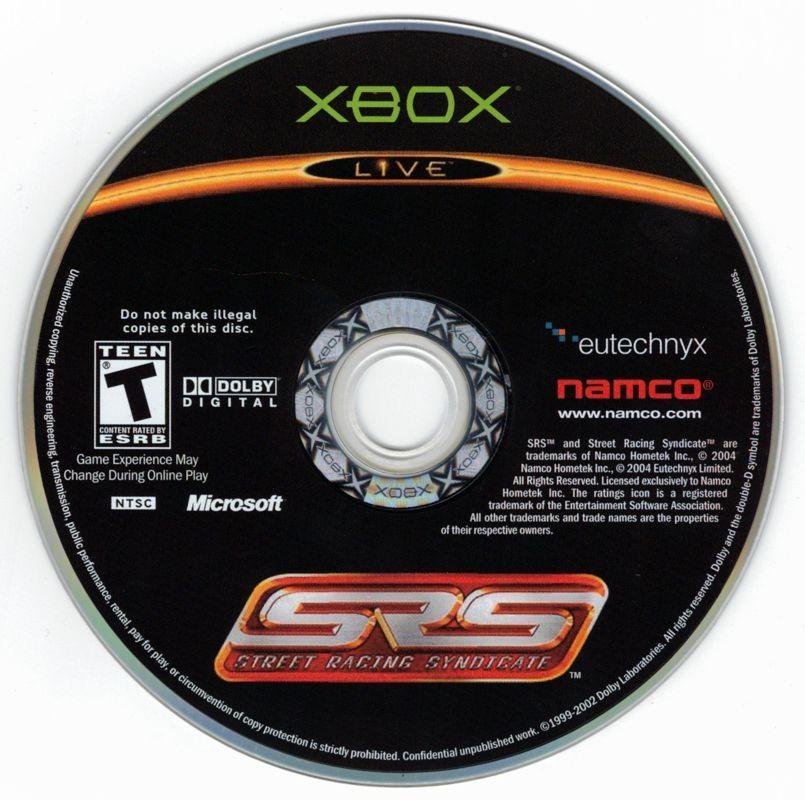 XBOX
LIVE™
Do not make illegal
copies of this disc.
TEEN
T®
CONTENT RATED BY
ESRB
DOLBY
DIGITAL
Game Experience May
Change During Online Play
NTSC
Microsoft
eutechnyx
namco®
www.namco.com
SRS™ and Street Racing Syndicate™ are
trademarks of Namco Hometek Inc., © 2004
Namco Hometek Inc., © 2004 Eutechnyx Limited.
All Rights Reserved. Licensed exclusively to Namco
Hometek Inc. The ratings icon is a registered
trademark of the Entertainment Software Association.
All other trademarks and trade names are the properties
of their respective owners.
XBOX
SRS
STREET RACING SYNDICATE
™
Unauthorized copying, reverse engineering, transmission, public performance, rental, pay for play, or circumvention of copy protection is strictly prohibited. Confidential unpublished work. ©1999-2002 Dolby Laboratories. All rights reserved. Dolby and the double-D symbol are trademarks of Dolby Laboratories.